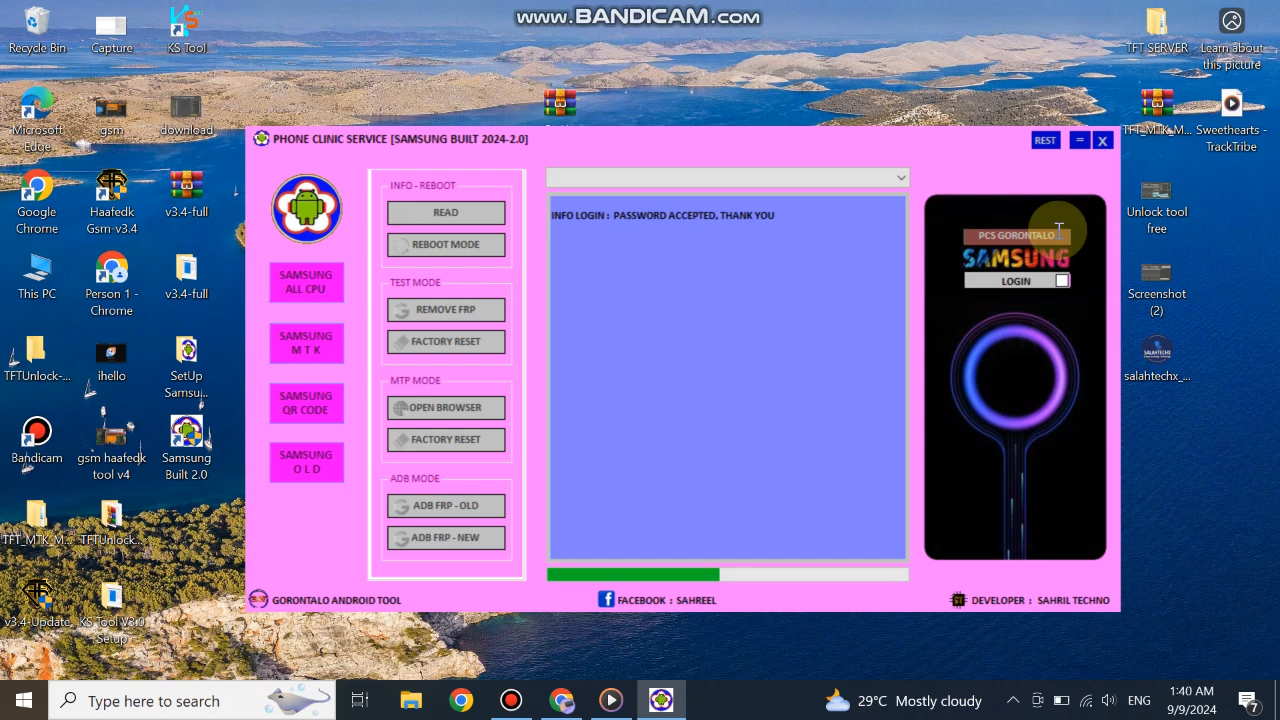 www.BANDICAM.com
Recycle Bin
Capture
KS Tool
TFT SERVER
Learn about
this picture
Microsoft
Edge
gsm
download
TFT_MTK_M...
Sweethearts -
TrackTribe
Google
Chrome
Haafedk
Gsm-v3.4
v3.4-full
Unlock tool
free
This PC
Person 1 -
Chrome
v3.4-full
Screenshot
(2)
TFTUnlock-...
ihello
SetUp
Samsu...
salahtechx_...
Bandicam
gsm haafedk
tool v4
Samsung
Built 2.0
TFT_MTK_M...
TFTUnlock...
v3.4-Update
KS Tool V3.0
Setup
PHONE CLINIC SERVICE [SAMSUNG BUILT 2024-2.0]
REST
=
X
SAMSUNG
ALL CPU
SAMSUNG
M T K
SAMSUNG
QR CODE
SAMSUNG
O L D
INFO - REBOOT
READ
REBOOT MODE
TEST MODE
REMOVE FRP
FACTORY RESET
MTP MODE
OPEN BROWSER
FACTORY RESET
ADB MODE
ADB FRP - OLD
ADB FRP - NEW
INFO LOGIN : PASSWORD ACCEPTED, THANK YOU
PCS GORONTALO
SAMSUNG
LOGIN
GORONTALO ANDROID TOOL
FACEBOOK : SAHREEL
DEVELOPER : SAHRIL TECHNO
Type here to search
29°C Mostly cloudy
ENG
1:40 AM
9/9/2024
7